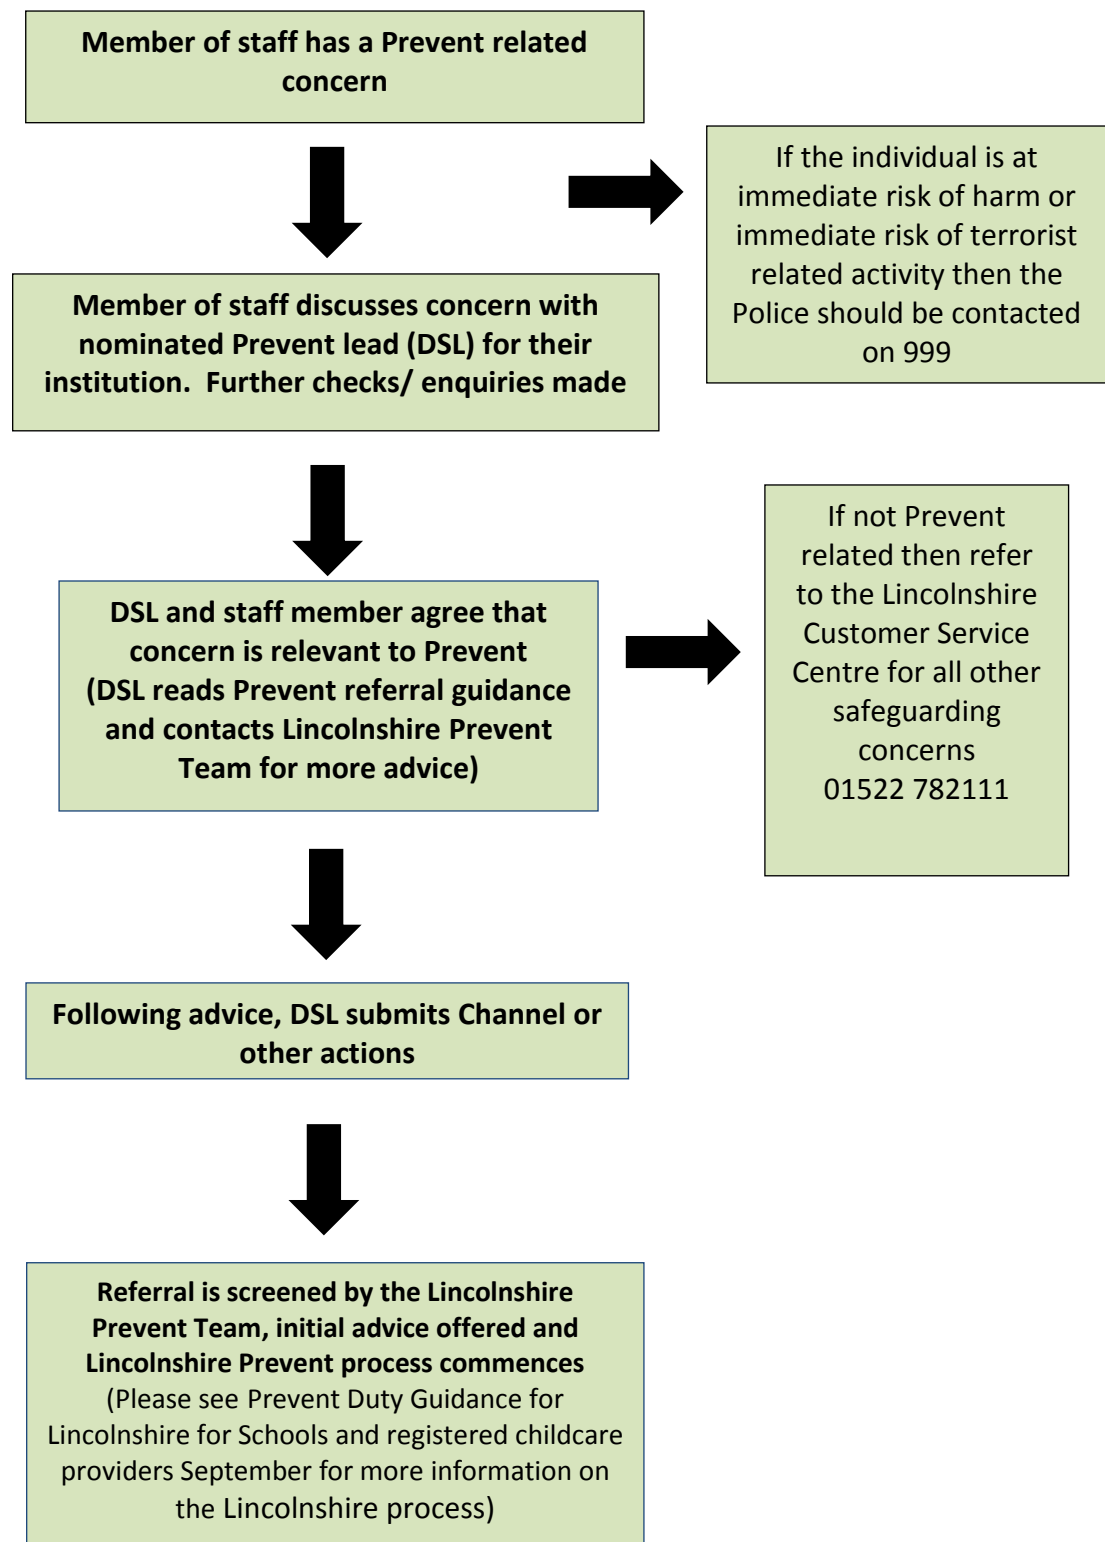 Member of staff has a Prevent related
concern
If the individual is at
immediate risk of harm or
immediate risk of terrorist
related activity then the
Police should be contacted
on 999
Member of staff discusses concern with
nominated Prevent lead (DSL) for their
institution.  Further checks/ enquiries made
If not Prevent
related then refer
to the Lincolnshire
Customer Service
Centre for all other
safeguarding
concerns
01522 782111
DSL and staff member agree that
concern is relevant to Prevent
(DSL reads Prevent referral guidance
and contacts Lincolnshire Prevent
Team for more advice)
Following advice, DSL submits Channel or
other actions
Referral is screened by the Lincolnshire
Prevent Team, initial advice offered and
Lincolnshire Prevent process commences
(Please see Prevent Duty Guidance for
Lincolnshire for Schools and registered childcare
providers September for more information on
the Lincolnshire process)